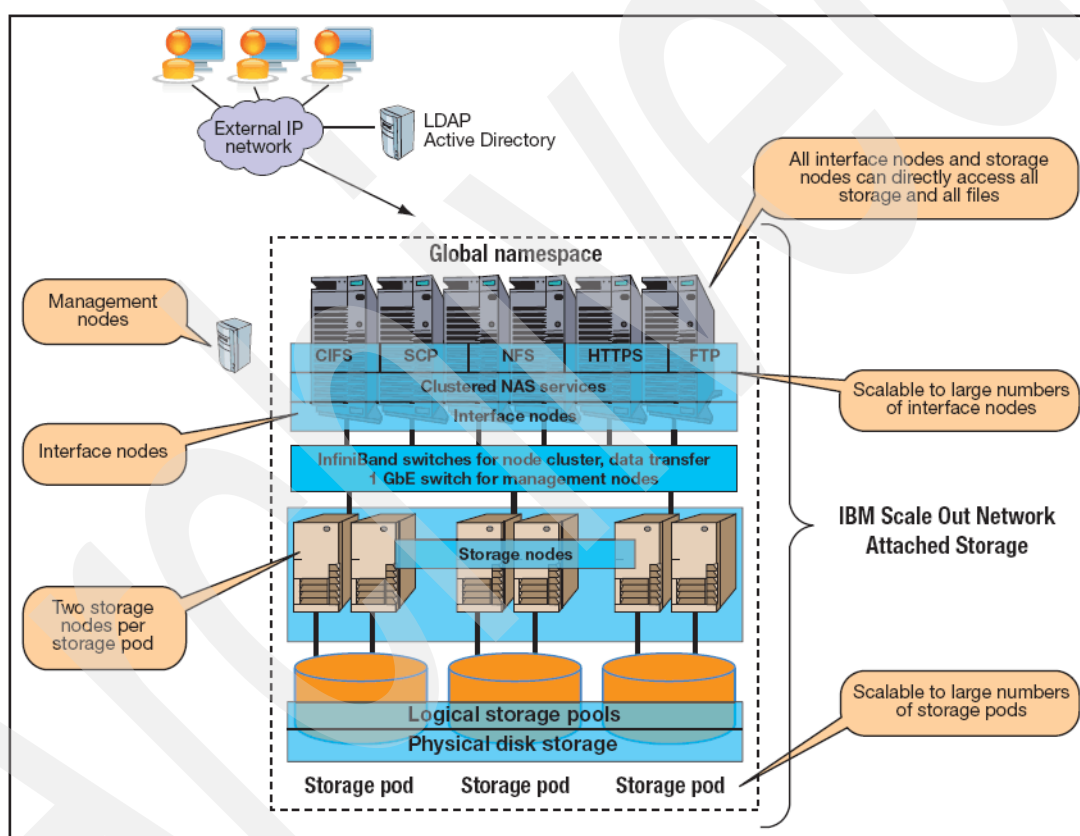 External IP
network
LDAP
Active Directory
All interface nodes and storage
nodes can directly access all
storage and all files
Global namespace
Management
nodes
CIFS SCP NFS HTTPS FTP
Clustered NAS services
Interface nodes
Scalable to large numbers
of interface nodes
Interface nodes
InfiniBand switches for node cluster, data transfer
1 GbE switch for management nodes
IBM Scale Out Network
Attached Storage
Storage nodes
Two storage
nodes per
storage pod
Scalable to large numbers
of storage pods
Logical storage pools
Physical disk storage
Storage pod Storage pod Storage pod